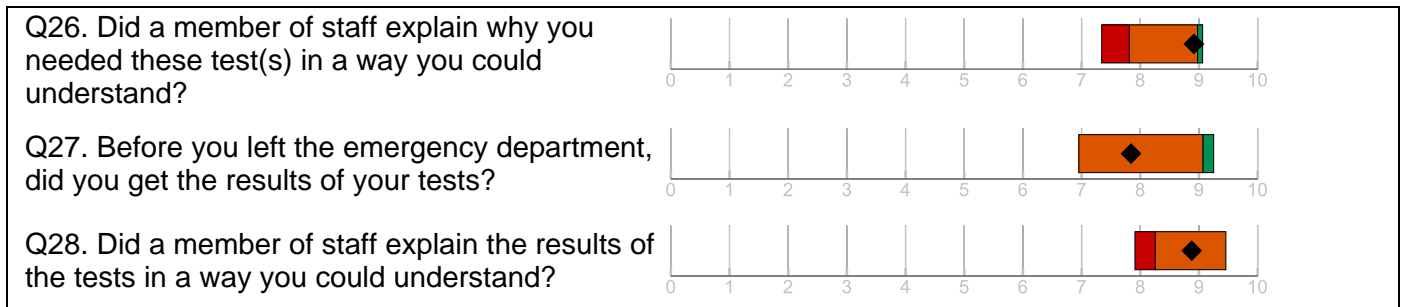 Q26. Did a member of staff explain why you
needed these test(s) in a way you could
understand?
0 1 2 3 4 5 6 7 8 9 10
Q27. Before you left the emergency department,
did you get the results of your tests?
0 1 2 3 4 5 6 7 8 9 10
Q28. Did a member of staff explain the results of
the tests in a way you could understand?
0 1 2 3 4 5 6 7 8 9 10